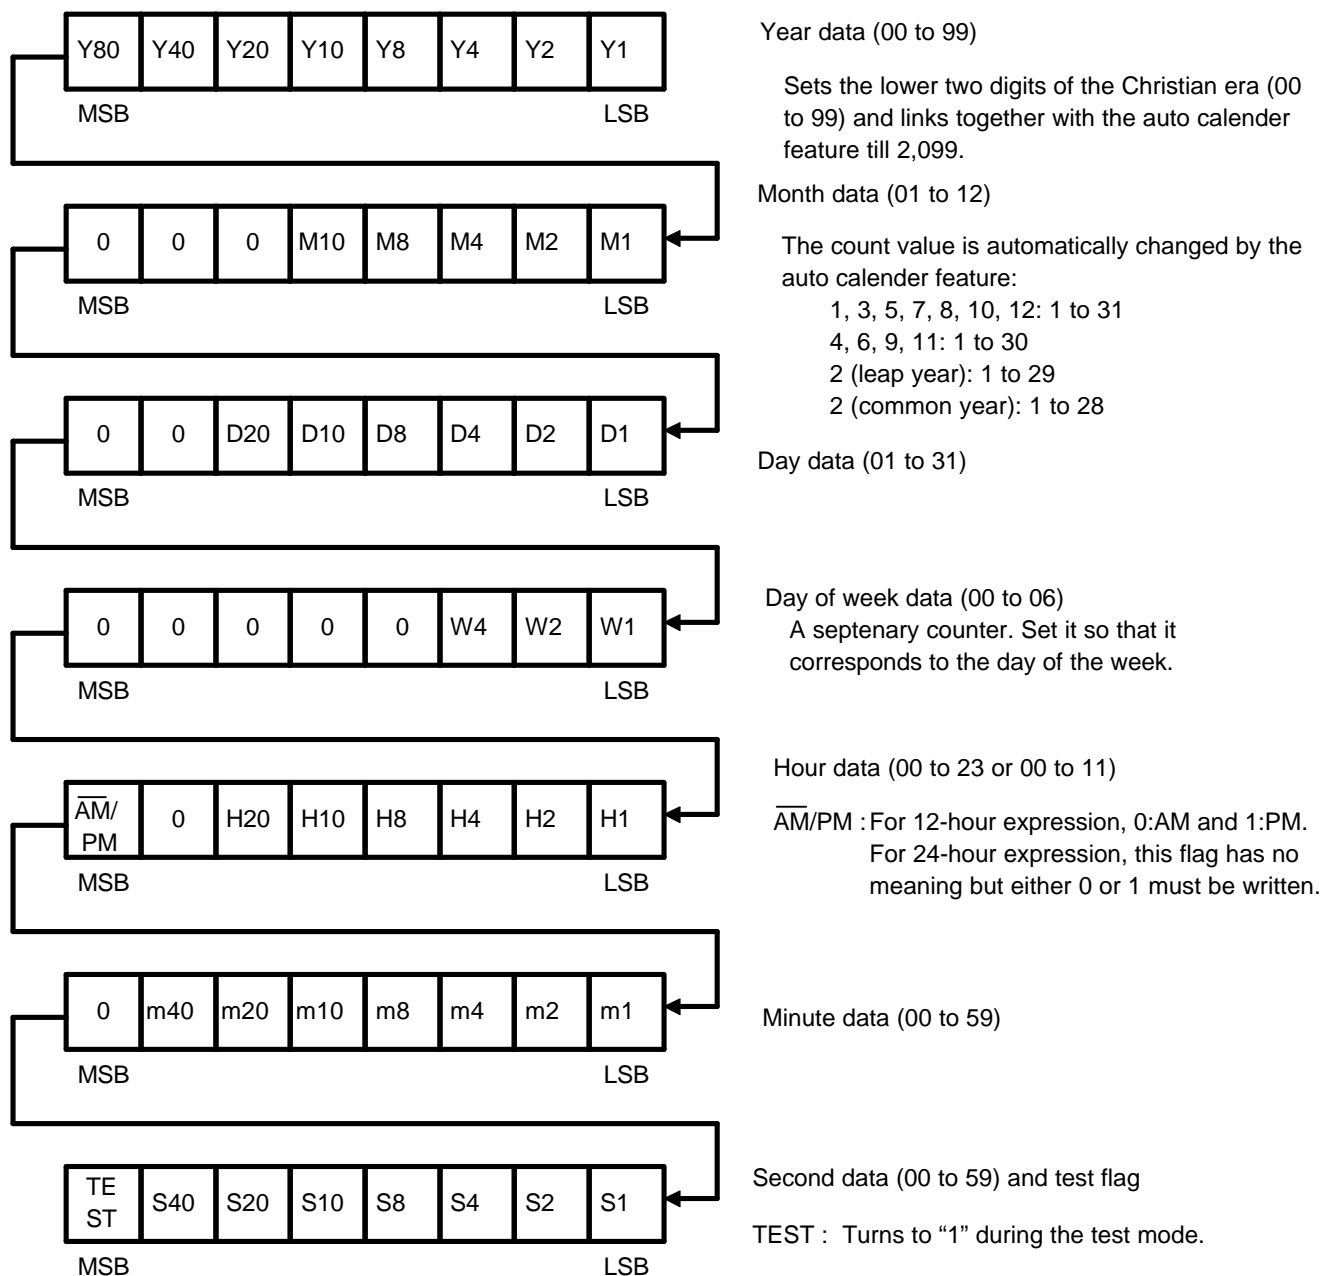 Y80 Y40 Y20 Y10 Y8 Y4 Y2 Y1
MSB LSB
Year data (00 to 99)
Sets the lower two digits of the Christian era (00
to 99) and links together with the auto calender
feature till 2,099.
0 0 0 M10 M8 M4 M2 M1
MSB LSB
Month data (01 to 12)
The count value is automatically changed by the
auto calender feature:
1, 3, 5, 7, 8, 10, 12: 1 to 31
4, 6, 9, 11: 1 to 30
2 (leap year): 1 to 29
2 (common year): 1 to 28
0 0 D20 D10 D8 D4 D2 D1
MSB LSB
Day data (01 to 31)
0 0 0 0 0 W4 W2 W1
MSB LSB
Day of week data (00 to 06)
A septenary counter. Set it so that it
corresponds to the day of the week.
A̅M̅/
PM 0 H20 H10 H8 H4 H2 H1
MSB LSB
Hour data (00 to 23 or 00 to 11)
A̅M̅/PM : For 12-hour expression, 0:AM and 1:PM.
For 24-hour expression, this flag has no
meaning but either 0 or 1 must be written.
0 m40 m20 m10 m8 m4 m2 m1
MSB LSB
Minute data (00 to 59)
TE
ST S40 S20 S10 S8 S4 S2 S1
MSB LSB
Second data (00 to 59) and test flag
TEST : Turns to “1” during the test mode.